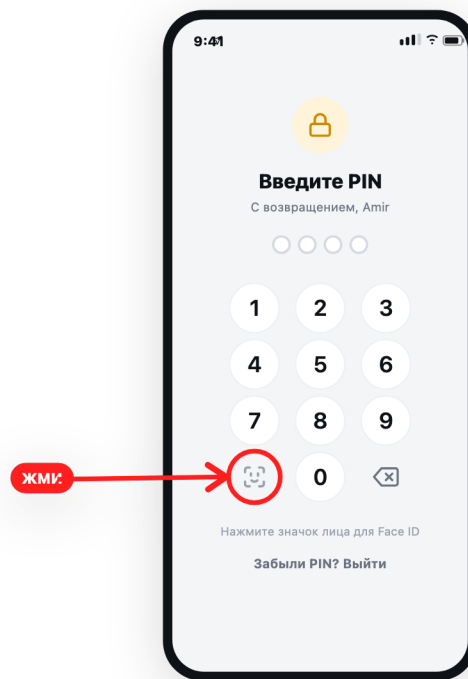 9:41
Введите PIN
С возвращением, Amir
1 2 3
4 5 6
7 8 9
ЖМИ:
0
Нажмите значок лица для Face ID
Забыли PIN? Выйти